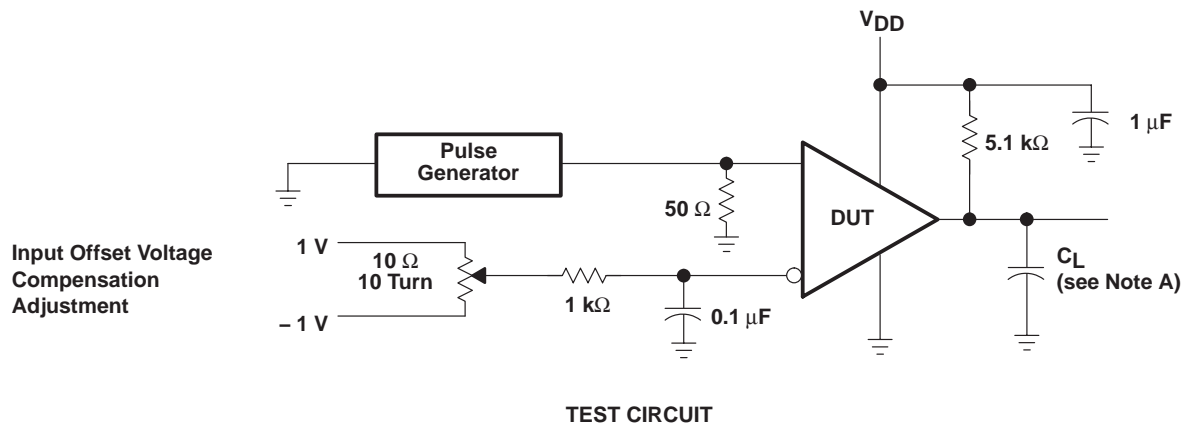 VDD
1 μF
5.1 kΩ
Pulse
Generator
50 Ω
DUT
Input Offset Voltage
Compensation
Adjustment
1 V
10 Ω
10 Turn
– 1 V
1 kΩ
0.1 μF
CL
(see Note A)
TEST CIRCUIT